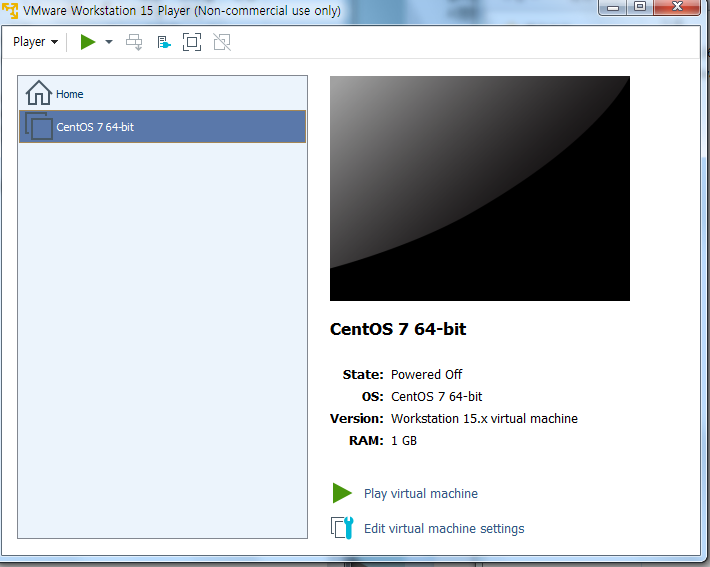 VMware Workstation 15 Player (Non-commercial use only)
Player
Home
CentOS 7 64-bit
CentOS 7 64-bit
State: Powered Off
OS: CentOS 7 64-bit
Version: Workstation 15.x virtual machine
RAM: 1 GB
Play virtual machine
Edit virtual machine settings